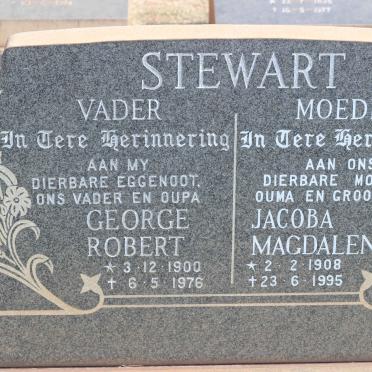 STEWART
VADER
In Tere Herinnering
AAN MY
DIERBARE EGGENOOT,
ONS VADER EN OUPA
GEORGE
ROBERT
★ 3·12·1900
✝ 6·5·1976
MOED
In Tere Her
AAN ONS
DIERBARE MO
OUMA EN GROO
JACOBA
MAGDALEN
★ 2·2·1908
✝ 23·6·1995